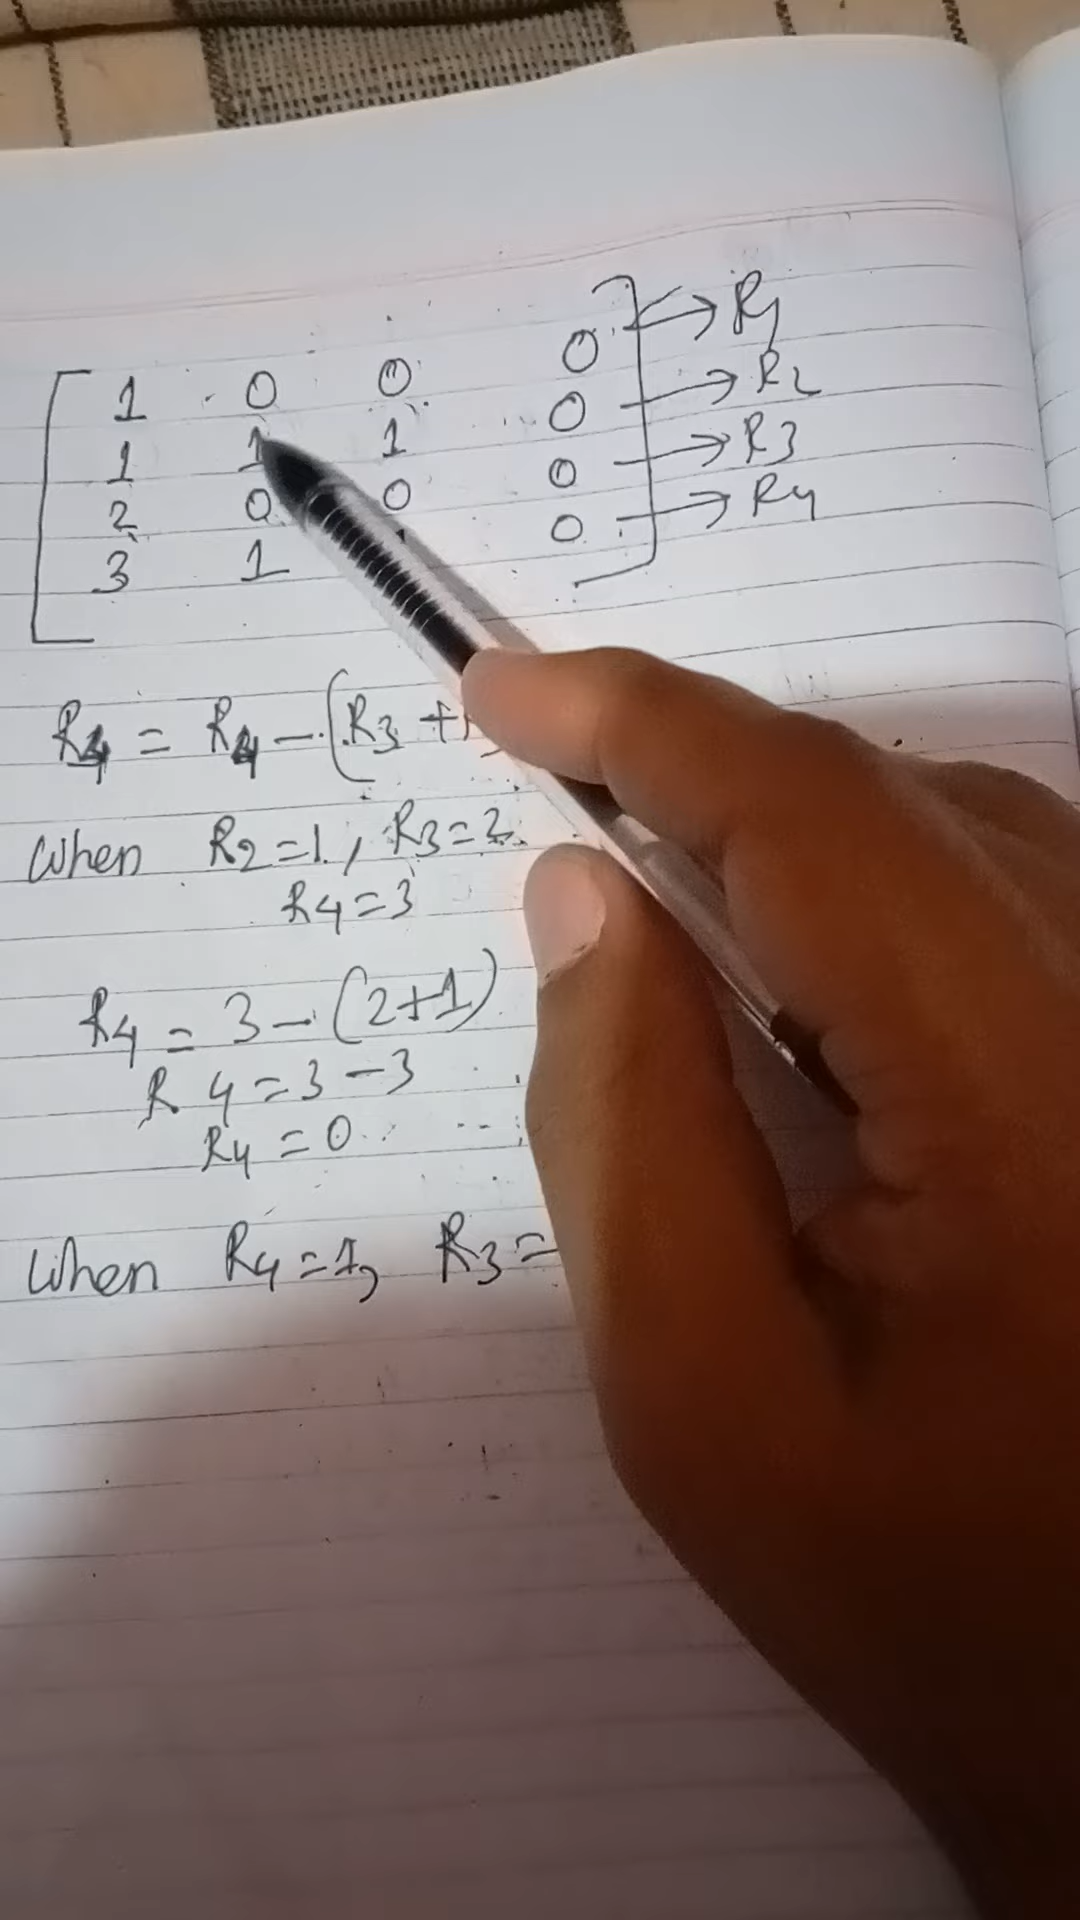 1 0 0 0 → R1
1 1 1 0 → R2
2 0 0 0 → R3
3 1 0 → R4
R4 = R4 - (R3 +
When R2 = 1, R3 = 2
R4 = 3
R4 = 3 - (2+1)
R4 = 3 - 3
R4 = 0
When R4 = 1, R3 =